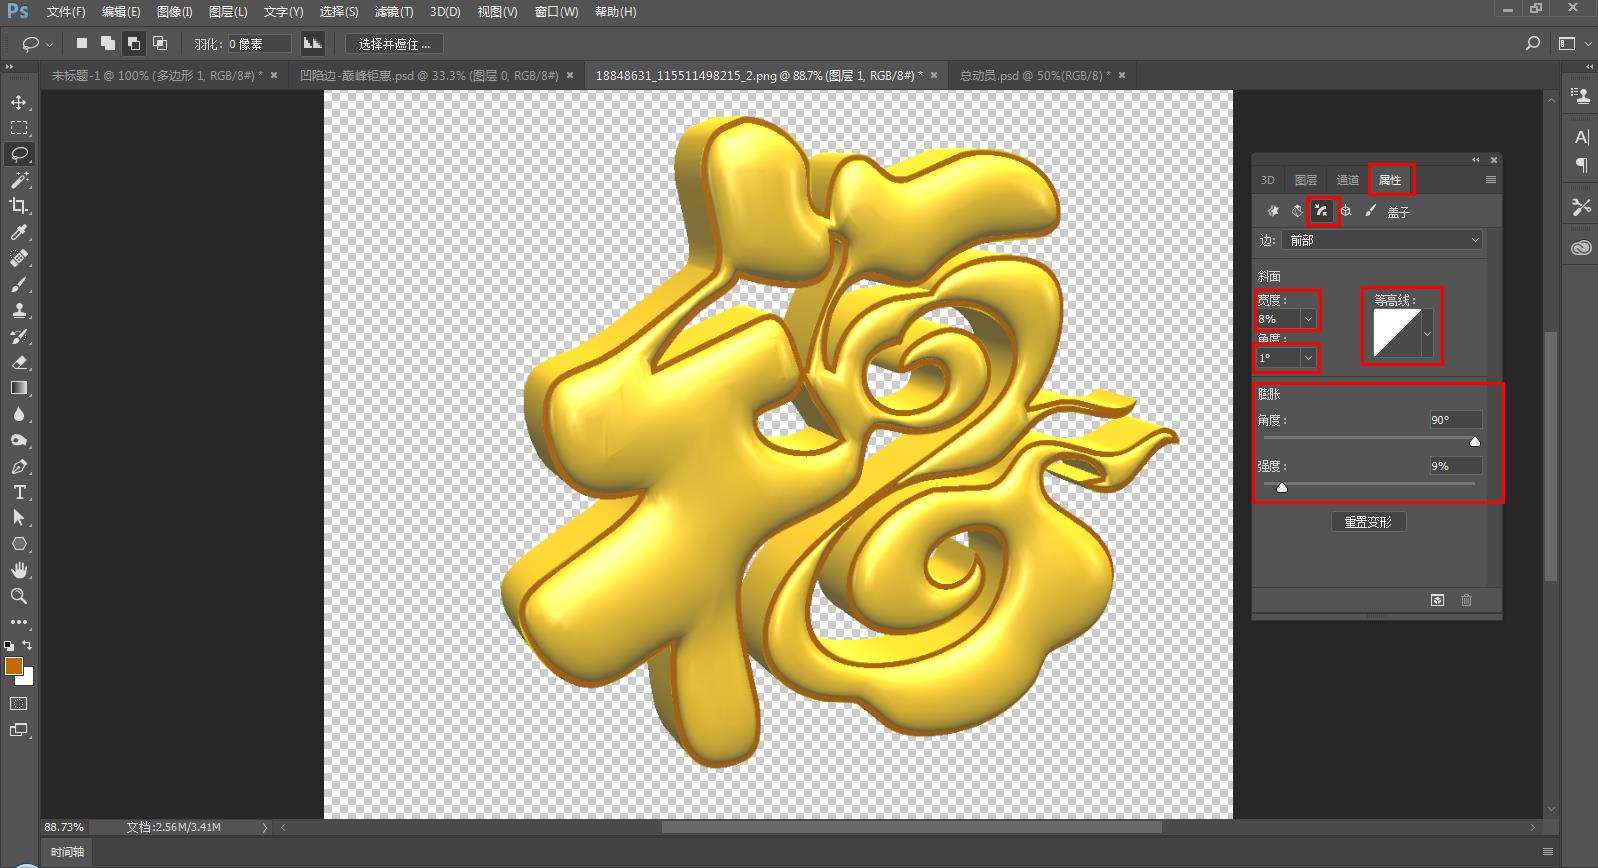 Ps 文件(F) 编辑(E) 图像(I) 图层(L) 文字(Y) 选择(S) 滤镜(T) 3D(D) 视图(V) 窗口(W) 帮助(H)
羽化: 0 像素 选择并遮住 ...
未标题-1 @ 100% (多边形 1, RGB/8#) * × 凹陷边-巅峰钜惠.psd @ 33.3% (图层 0, RGB/8#) × 18848631_115511498215_2.png @ 88.7% (图层 1, RGB/8#) * × 总动员.psd @ 50%(RGB/8) * ×
3D 图层 通道 属性
盖子
边: 前部
斜面
宽度: 等高线:
8%
角度:
1°
膨胀
角度: 90°
强度: 9%
重置变形
88.73% 文档:2.56M/3.41M
时间轴